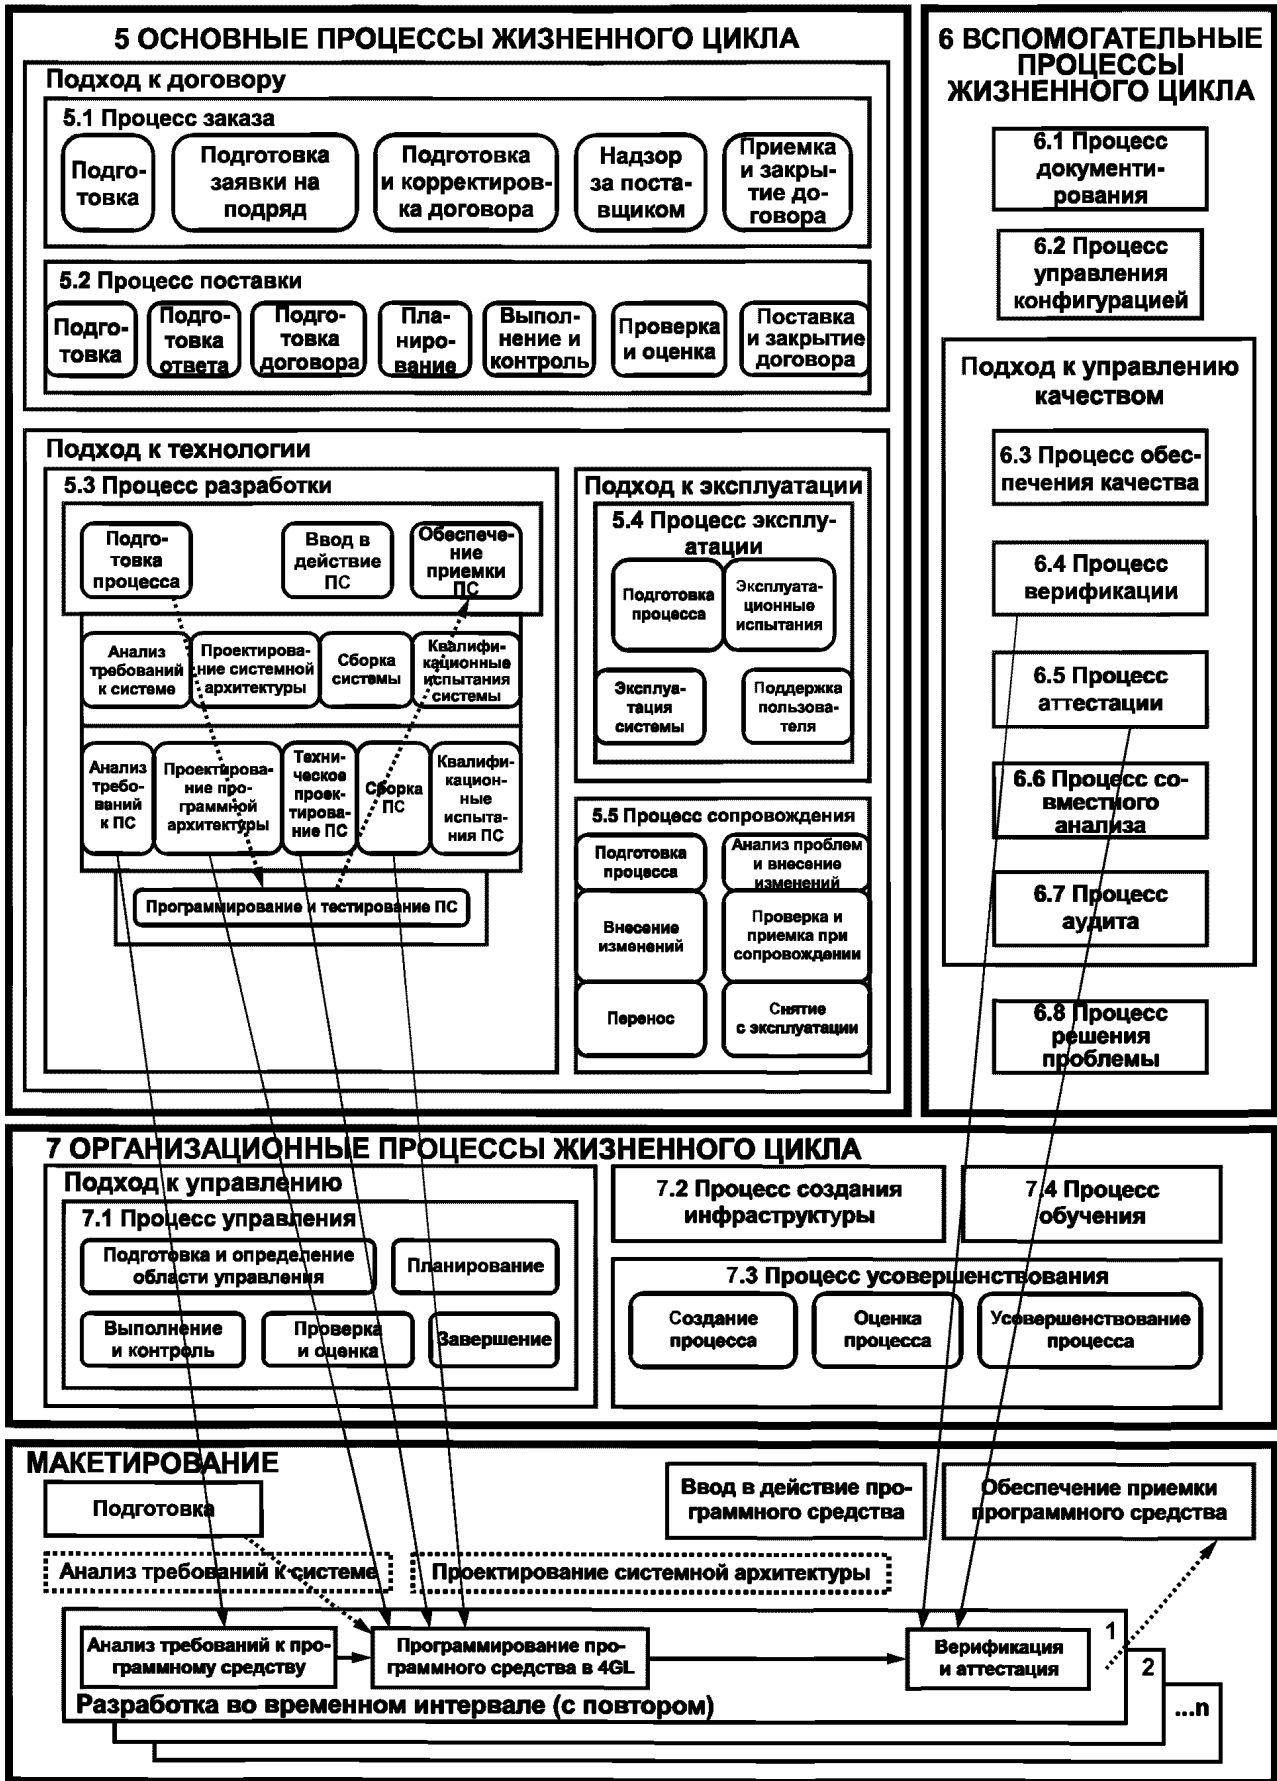 5 ОСНОВНЫЕ ПРОЦЕССЫ ЖИЗНЕННОГО ЦИКЛА
Подход к договору
5.1 Процесс заказа
Подго-
товка
Подготовка
заявки на
подряд
Подготовка
и корректиров-
ка договора
Надзор
за поста-
вщиком
Приемка
и закры-
тие до-
говора
5.2 Процесс поставки
Подго-
товка
Подго-
товка
ответа
Подго-
товка
договора
Пла-
ниро-
вание
Выпол-
нение и
контроль
Проверка
и оценка
Поставка
и закрытие
договора
Подход к технологии
5.3 Процесс разработки
Подго-
товка
процесса
Ввод в
действие
ПС
Обеспече-
ние
приемки
ПС
Анализ
требований
к системе
Проектирова-
ние системной
архитектуры
Сборка
системы
Квалифи-
кационные
испытания
системы
Анализ
требо-
ваний
к ПС
Проектирова-
ние про-
граммной
архитектуры
Техни-
ческое
проек-
тирова-
ние ПС
Сборка
ПС
Квалифи-
кацион-
ные
испыта-
ния ПС
Программирование и тестирование ПС
Подход к эксплуатации
5.4 Процесс эксплу-
атации
Подготовка
процесса
Эксплуата-
ционные
испытания
Эксплуа-
тация
системы
Поддержка
пользова-
теля
5.5 Процесс сопровождения
Подготовка
процесса
Анализ проблем
и внесение
изменений
Внесение
изменений
Проверка и
приемка при
сопровождении
Перенос
Снятие
с эксплуатации
6 ВСПОМОГАТЕЛЬНЫЕ
ПРОЦЕССЫ
ЖИЗНЕННОГО ЦИКЛА
6.1 Процесс
документи-
рования
6.2 Процесс
управления
конфигурацией
Подход к управлению
качеством
6.3 Процесс обес-
печения качества
6.4 Процесс
верификации
6.5 Процесс
аттестации
6.6 Процесс со-
вместного
анализа
6.7 Процесс
аудита
6.8 Процесс
решения
проблемы
7 ОРГАНИЗАЦИОННЫЕ ПРОЦЕССЫ ЖИЗНЕННОГО ЦИКЛА
Подход к управлению
7.1 Процесс управления
Подготовка и определение
области управления
Планирование
Выполнение
и контроль
Проверка
и оценка
Завершение
7.2 Процесс создания
инфраструктуры
7.4 Процесс
обучения
7.3 Процесс усовершенствования
Создание
процесса
Оценка
процесса
Усовершенствование
процесса
МАКЕТИРОВАНИЕ
Подготовка
Ввод в действие про-
граммного средства
Обеспечение приемки
программного средства
Анализ требований к системе
Проектирование системной архитектуры
Анализ требований к про-
граммному средству
Программирование про-
граммного средства в 4GL
Верификация
и аттестация
1
2
...n
Разработка во временном интервале (с повтором)